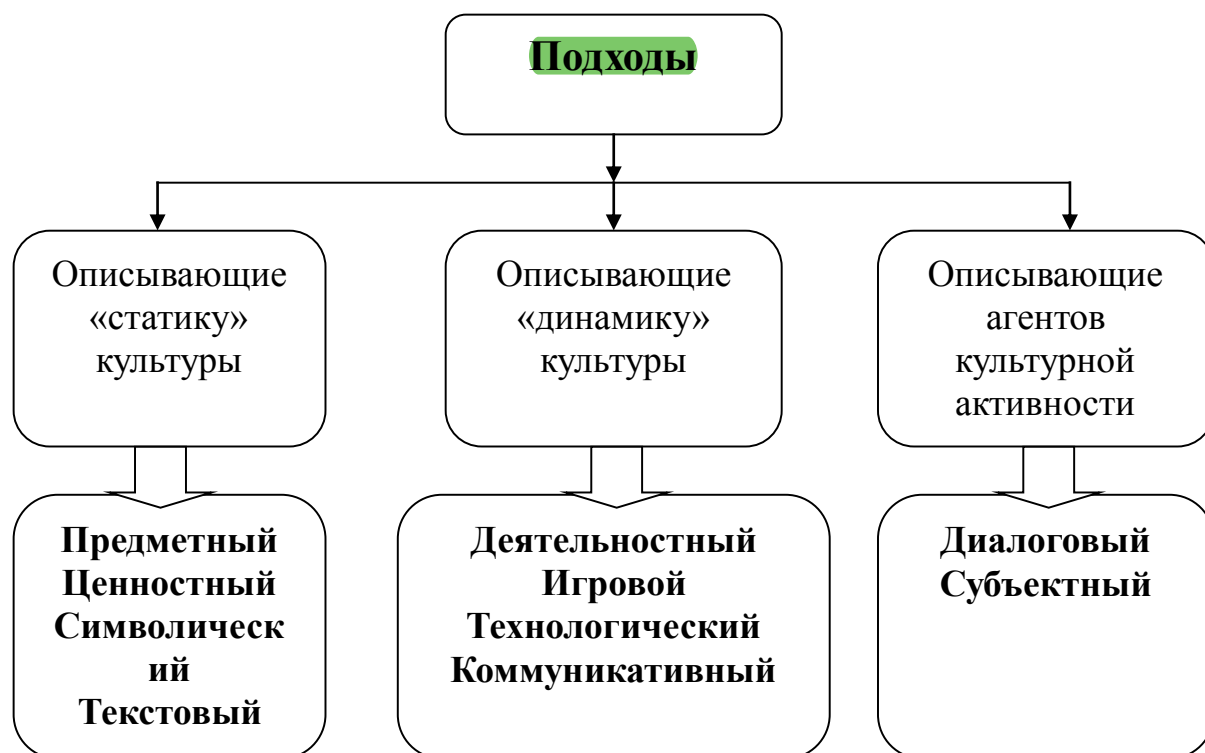 Подходы
Описывающие
«статику»
культуры
Описывающие
«динамику»
культуры
Описывающие
агентов
культурной
активности
Предметный
Ценностный
Символическ
ий
Текстовый
Деятельностный
Игровой
Технологический
Коммуникативный
Диалоговый
Субъектный